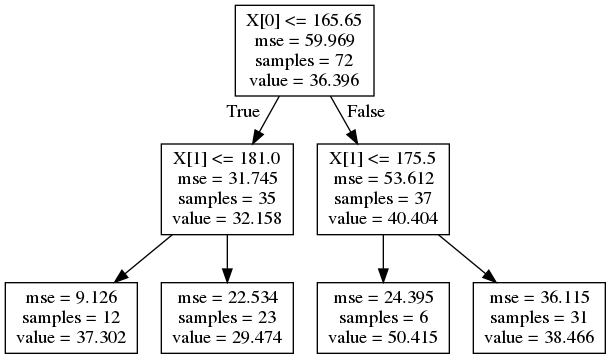 X[0] <= 165.65
mse = 59.969
samples = 72
value = 36.396
True
False
X[1] <= 181.0
mse = 31.745
samples = 35
value = 32.158
X[1] <= 175.5
mse = 53.612
samples = 37
value = 40.404
mse = 9.126
samples = 12
value = 37.302
mse = 22.534
samples = 23
value = 29.474
mse = 24.395
samples = 6
value = 50.415
mse = 36.115
samples = 31
value = 38.466